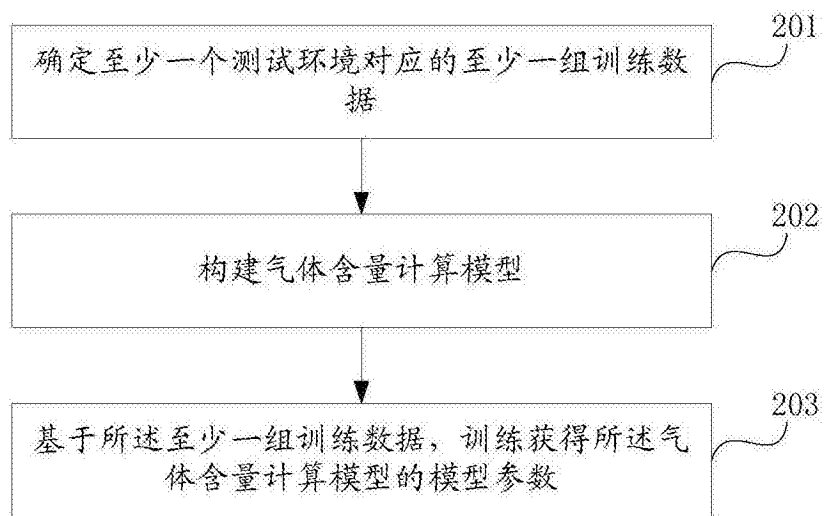 201
确定至少一个测试环境对应的至少一组训练数
据
202
构建气体含量计算模型
203
基于所述至少一组训练数据，训练获得所述气
体含量计算模型的模型参数